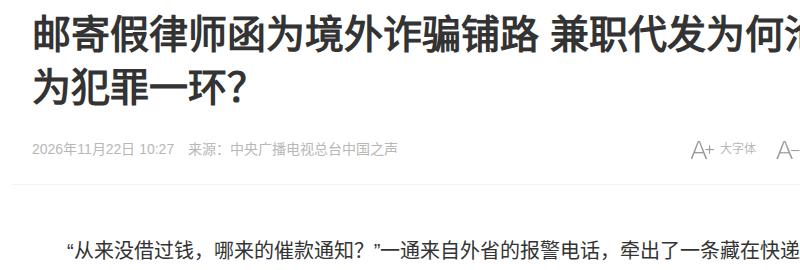 邮寄假律师函为境外诈骗铺路 兼职代发为何
为犯罪一环？
2026年11月22日 10:27 来源：中央广播电视总台中国之声
A+ 大字体 A-
“从来没借过钱，哪来的催款通知？”一通来自外省的报警电话，牵出了一条藏在快递